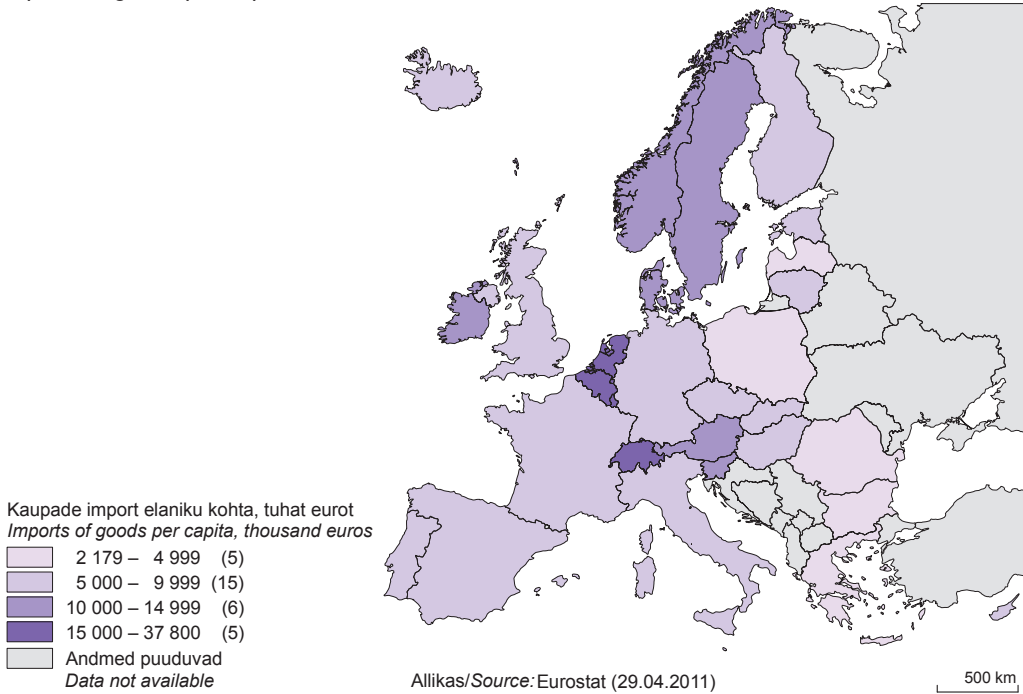 Kaupade import elaniku kohta, tuhat eurot
Imports of goods per capita, thousand euros
2 179 – 4 999 (5)
5 000 – 9 999 (15)
10 000 – 14 999 (6)
15 000 – 37 800 (5)
Andmed puuduvad
Data not available
Allikas/Source: Eurostat (29.04.2011)
500 km